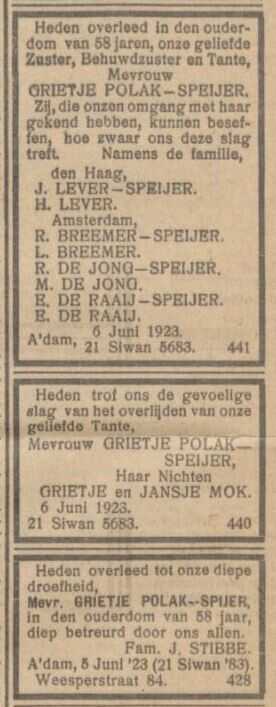 Heden overleed in den ouder-
dom van 58 jaren, onze geliefde
Zuster, Behuwdzuster en Tante,
Mevrouw
GRIETJE POLAK—SPEIJER.
Zij, die onzen omgang met haar
gekend hebben, kunnen besef-
fen, hoe zwaar ons deze slag
treft. Namens de familie,
den Haag,
J. LEVER—SPEIJER.
H. LEVER.
Amsterdam,
R. BREEMER—SPEIJER.
L. BREEMER.
R. DE JONG—SPEIJER.
M. DE JONG.
E. DE RAAIJ—SPEIJER.
E. DE RAAIJ.
A'dam, 6 Juni 1923.
21 Siwan 5683. 441
Heden trof ons de gevoelige
slag van het overlijden van onze
geliefde Tante,
Mevrouw GRIETJE POLAK—
SPEIJER,
Haar Nichten
GRIETJE en JANSJE MOK.
6 Juni 1923.
21 Siwan 5683. 440
Heden overleed tot onze diepe
droefheid,
Mevr. GRIETJE POLAK--SPIJER,
in den ouderdom van 58 jaar,
diep betreurd door ons allen.
Fam. J. STIBBE.
A'dam, 5 Juni '23 (21 Siwan '83).
Weesperstraat 84. 428